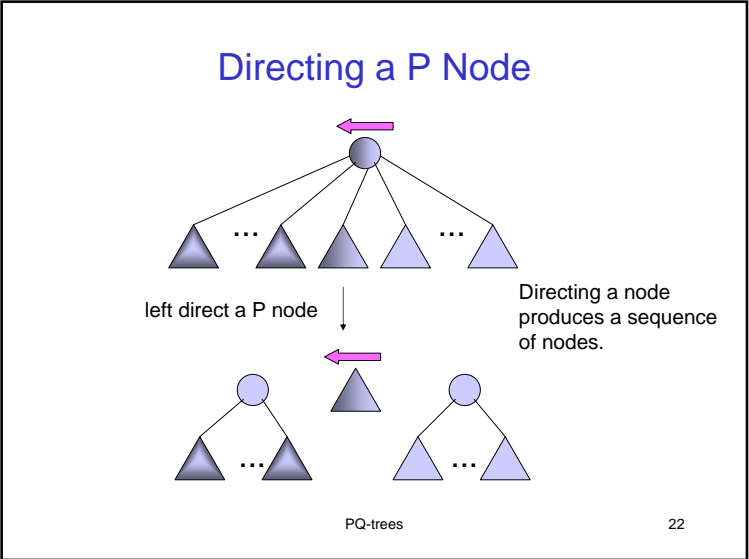 Directing a P Node
...
...
left direct a P node
Directing a node
produces a sequence
of nodes.
...
...
PQ-trees
22